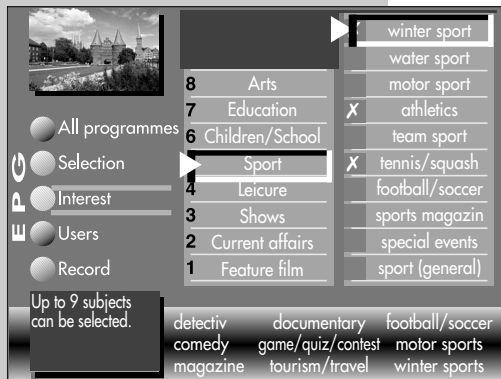 All programmes
Selection
Interest
Users
Record
EPG
Up to 9 subjects
can be selected.
8 Arts
7 Education
6 Children/School
Sport
4 Leicure
3 Shows
2 Current affairs
1 Feature film
winter sport
water sport
motor sport
✗ athletics
team sport
✗ tennis/squash
football/soccer
sports magazin
special events
sport (general)
detectiv documentary football/soccer
comedy game/quiz/contest motor sports
magazine tourism/travel winter sports